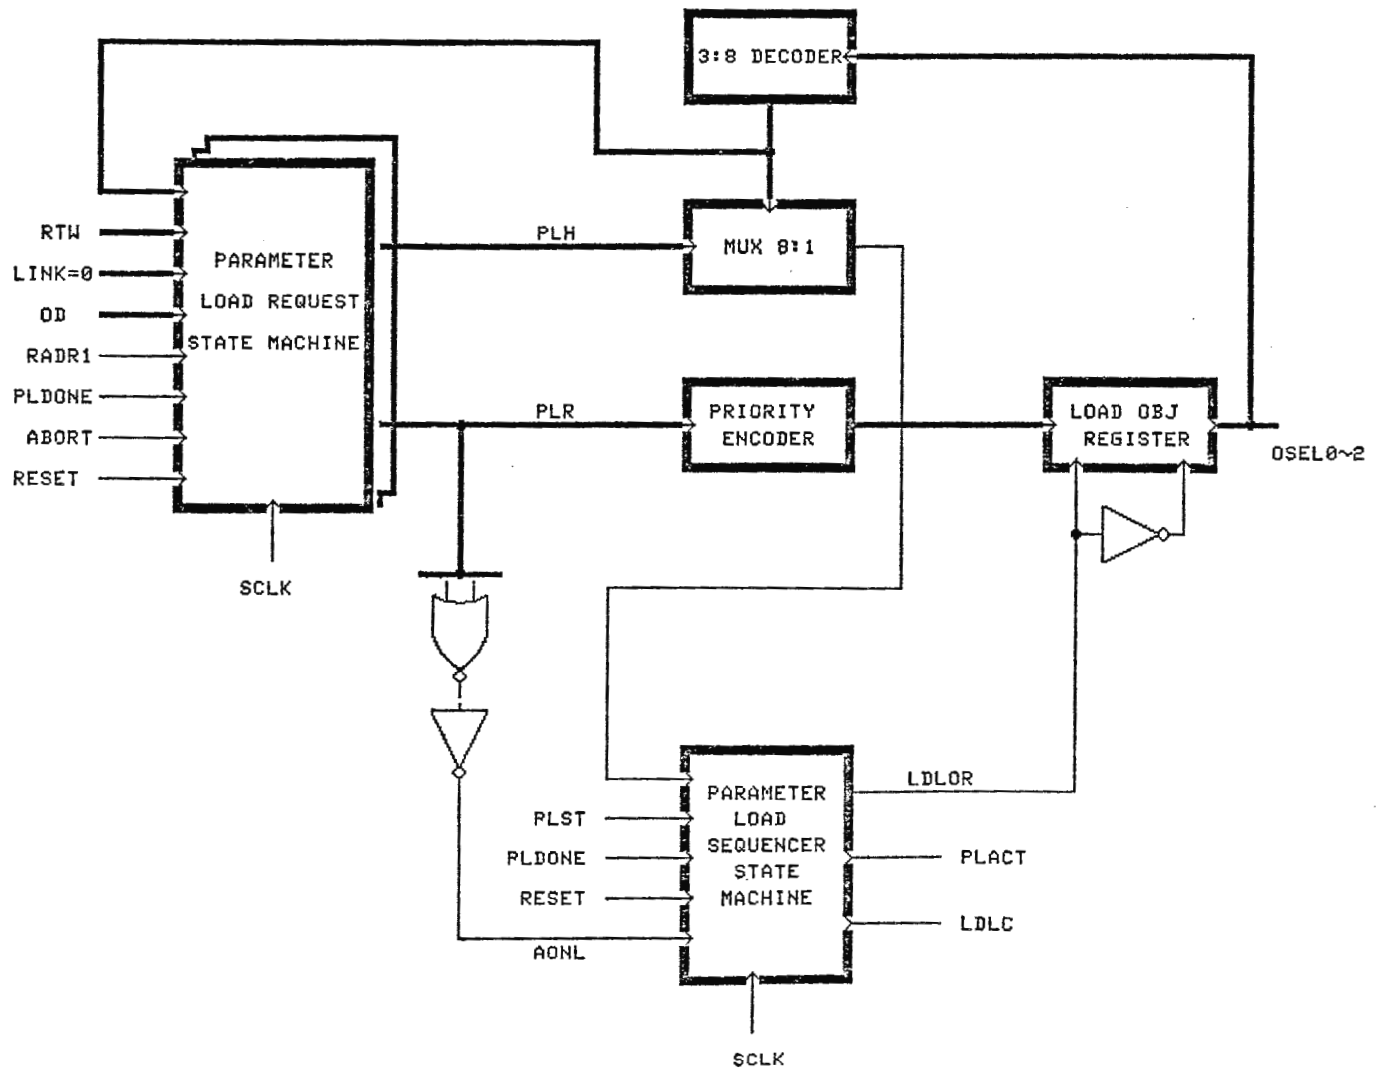 3:8 DECODER
RTW
LINK=0
OD
RADR1
PLDONE
ABORT
RESET
PARAMETER
LOAD REQUEST
STATE MACHINE
SCLK
PLH
MUX 8:1
PLR
PRIORITY
ENCODER
LOAD OBJ
REGISTER
OSEL0~2
PLST
PLDONE
RESET
AONL
PARAMETER
LOAD
SEQUENCER
STATE
MACHINE
LDLOR
PLACT
LDLC
SCLK